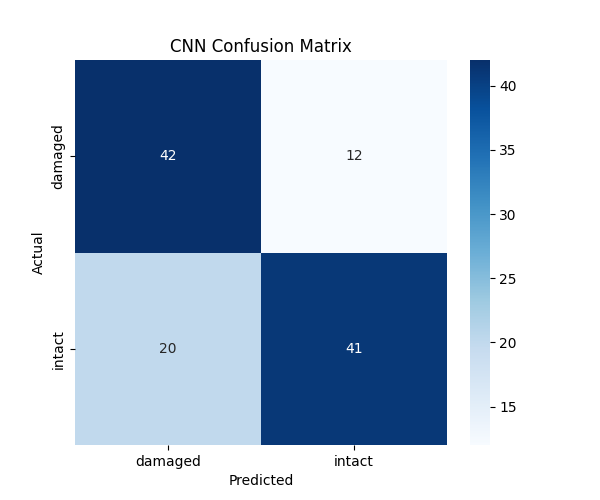 CNN Confusion Matrix
Actual
damaged
intact
42
12
20
41
damaged
intact
Predicted
40
35
30
25
20
15